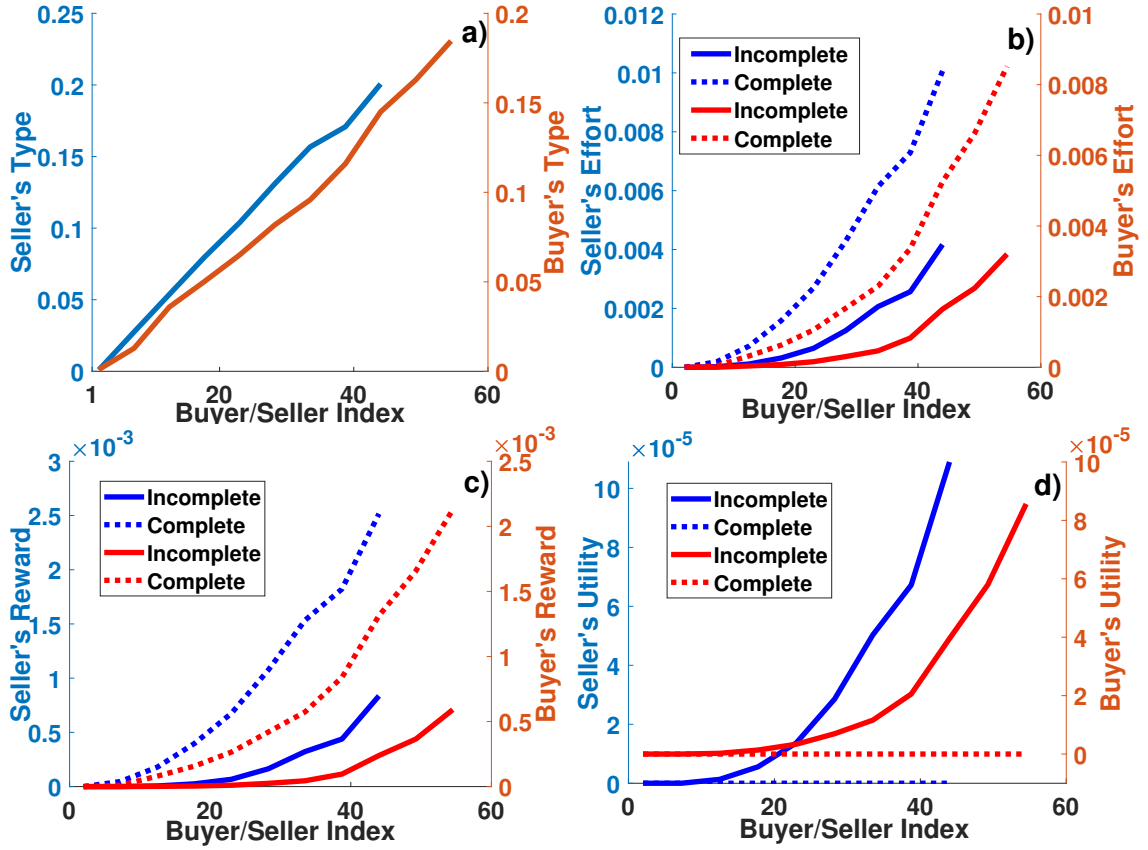 a)
0.25
0.2
0.15
0.1
0.05
0
Seller's Type
0.2
0.15
0.1
0.05
0
Buyer's Type
1
20
40
60
Buyer/Seller Index
b)
0.012
0.01
0.008
0.006
0.004
0.002
0
Seller's Effort
Incomplete
Complete
Incomplete
Complete
0.01
0.008
0.006
0.004
0.002
0
Buyer's Effort
0
20
40
60
Buyer/Seller Index
c)
×10-3
3
2.5
2
1.5
1
0.5
0
Seller's Reward
Incomplete
Complete
Incomplete
Complete
×10-3
2.5
2
1.5
1
0.5
0
Buyer's Reward
0
20
40
60
Buyer/Seller Index
d)
×10-5
10
8
6
4
2
0
Seller's Utility
Incomplete
Complete
Incomplete
Complete
×10-5
10
8
6
4
2
0
Buyer's Utility
0
20
40
60
Buyer/Seller Index